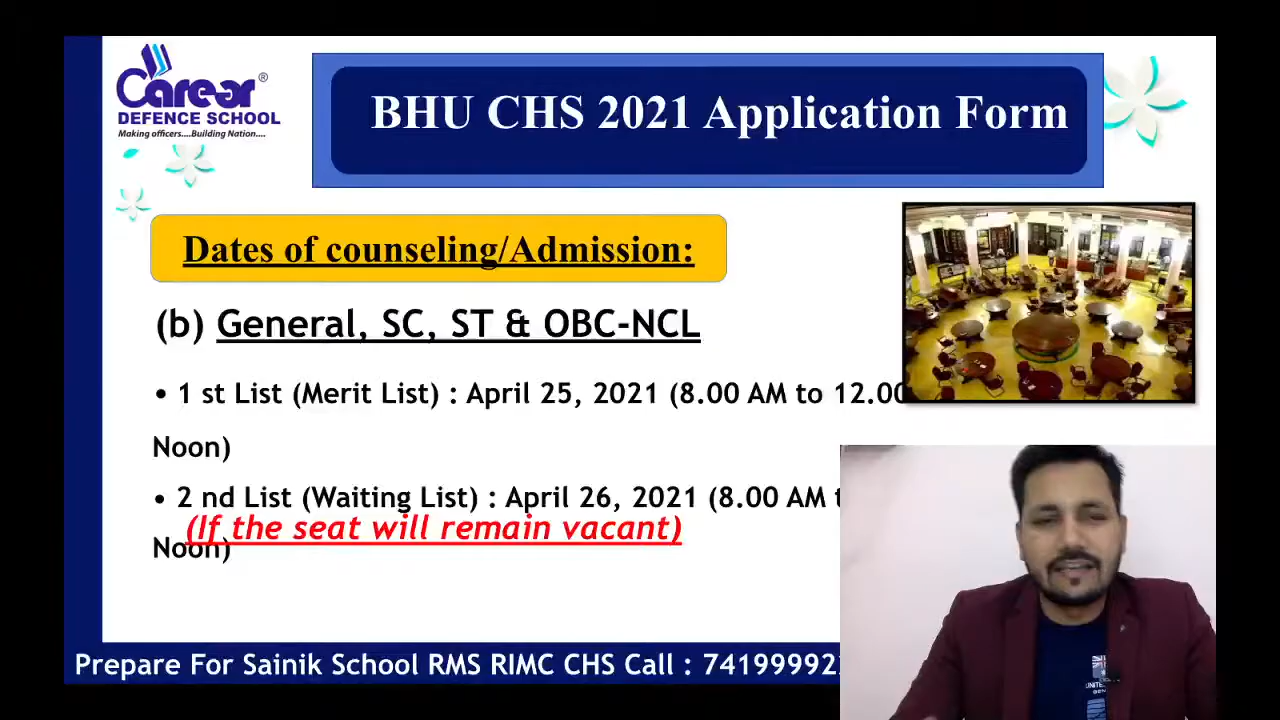 Carear®
DEFENCE SCHOOL
Making officers....Building Nation....
BHU CHS 2021 Application Form
Dates of counseling/Admission:
(b) General, SC, ST & OBC-NCL
• 1 st List (Merit List) : April 25, 2021 (8.00 AM to 12.00
Noon)
• 2 nd List (Waiting List) : April 26, 2021 (8.00 AM
(If the seat will remain vacant)
Noon)
Prepare For Sainik School RMS RIMC CHS Call :